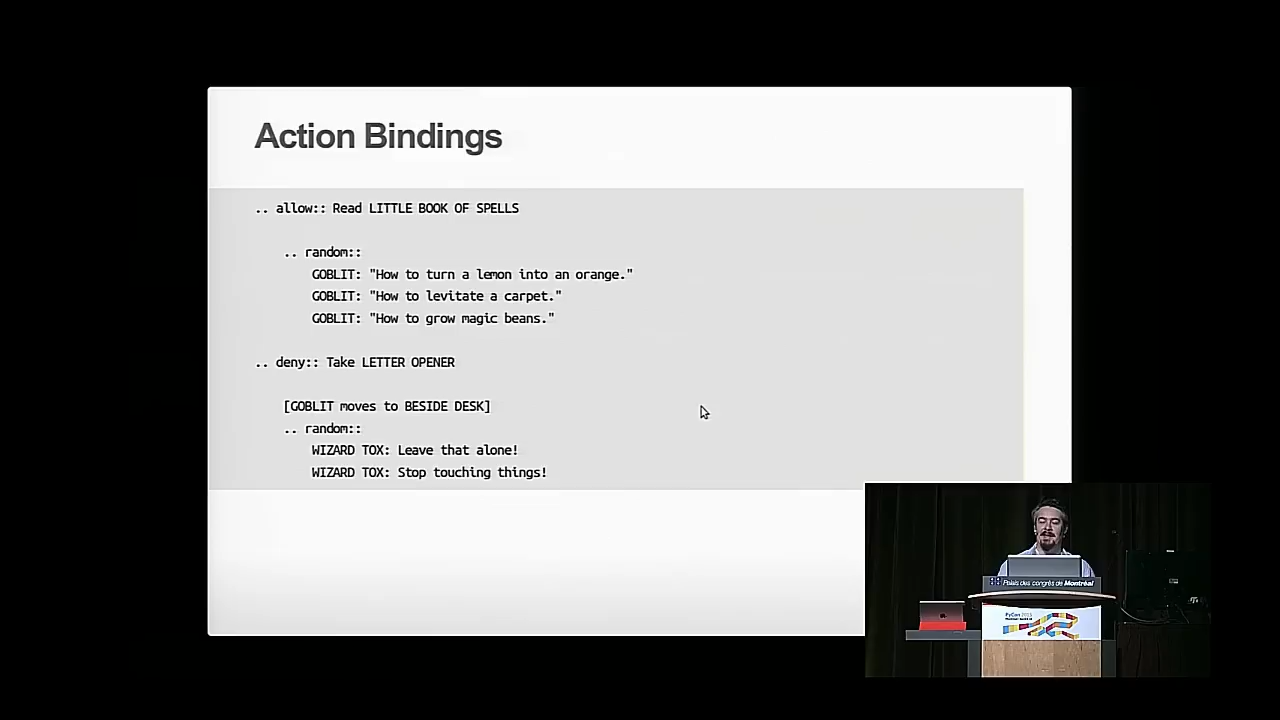 Action Bindings
.. allow:: Read LITTLE BOOK OF SPELLS
.. random::
GOBLIT: "How to turn a lemon into an orange."
GOBLIT: "How to levitate a carpet."
GOBLIT: "How to grow magic beans."
.. deny:: Take LETTER OPENER
[GOBLIT moves to BESIDE DESK]
.. random::
WIZARD TOX: Leave that alone!
WIZARD TOX: Stop touching things!
Palais des congrès de Montréal
PyCon 2015